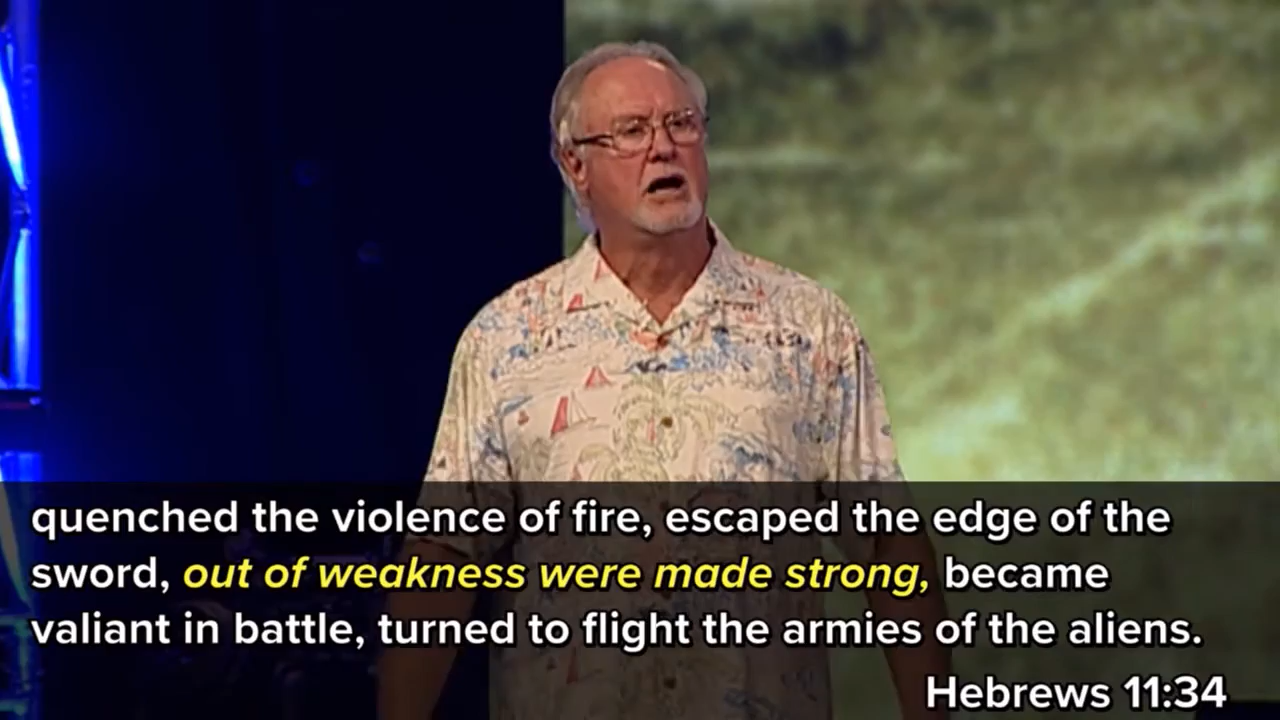 quenched the violence of fire, escaped the edge of the
sword, out of weakness were made strong, became
valiant in battle, turned to flight the armies of the aliens.
Hebrews 11:34